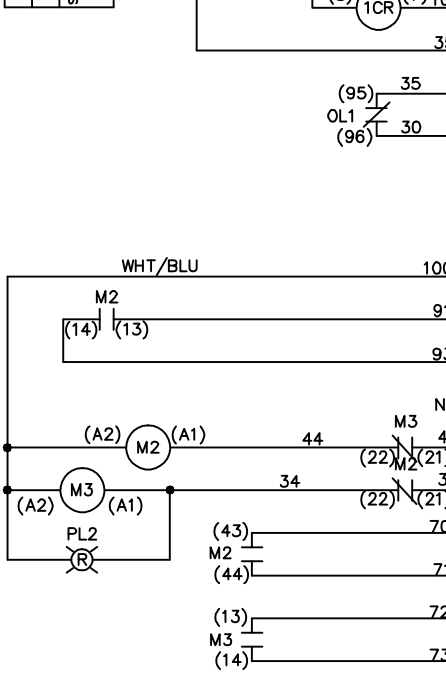 1CR
35
(95)
35
OL1
(96)
30
WHT/BLU
100
M2
91
(14) (13)
93
M3
(A2) M2 (A1)
44
(22) (21)
M2
(A2) M3 (A1)
34
(22) (21)
PL2
R
(43)
70
M2
(44)
71
(13)
72
M3
(14)
73